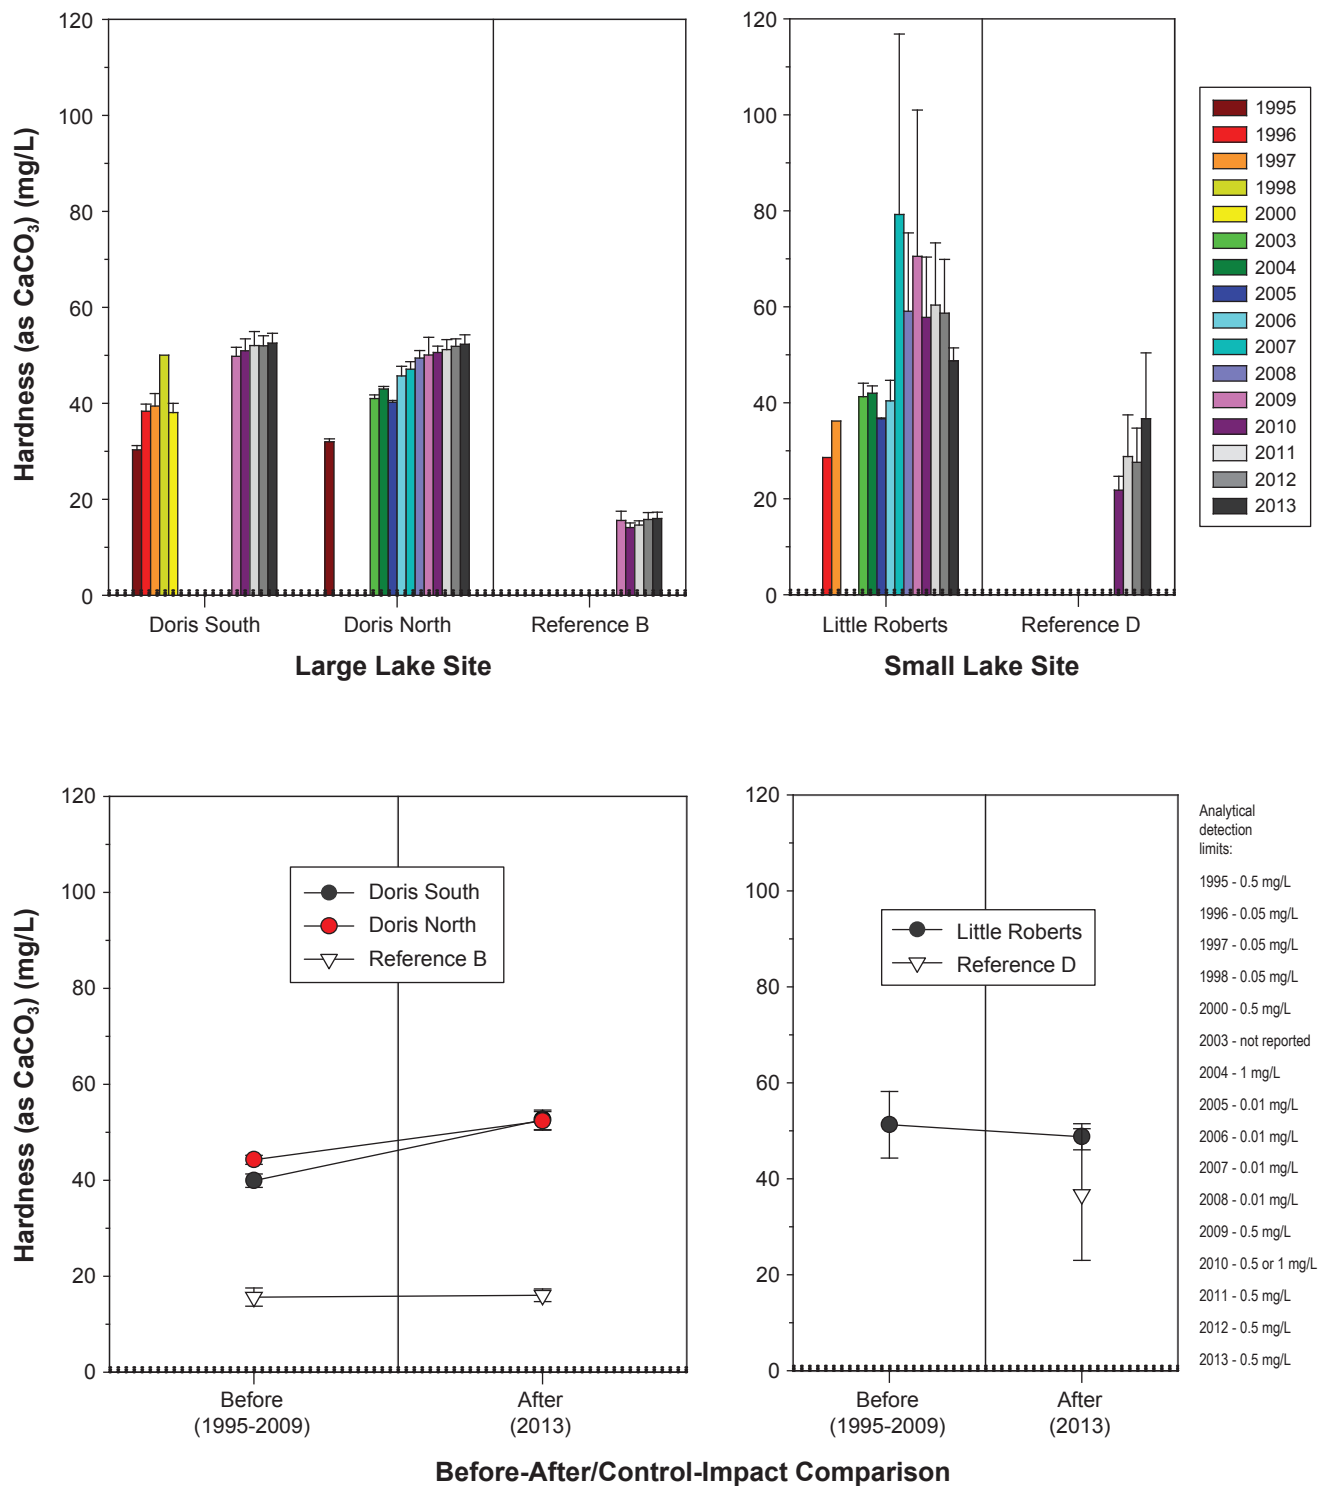 Hardness (as CaCO3) (mg/L)
120
100
80
60
40
20
0
Doris South
Doris North
Reference B
Large Lake Site
120
100
80
60
40
20
0
Little Roberts
Reference D
Small Lake Site
1995
1996
1997
1998
2000
2003
2004
2005
2006
2007
2008
2009
2010
2011
2012
2013
Hardness (as CaCO3) (mg/L)
120
100
80
60
40
20
0
Doris South
Doris North
Reference B
Before
(1995-2009)
After
(2013)
120
100
80
60
40
20
0
Little Roberts
Reference D
Before
(1995-2009)
After
(2013)
Analytical
detection
limits:
1995 - 0.5 mg/L
1996 - 0.05 mg/L
1997 - 0.05 mg/L
1998 - 0.05 mg/L
2000 - 0.5 mg/L
2003 - not reported
2004 - 1 mg/L
2005 - 0.01 mg/L
2006 - 0.01 mg/L
2007 - 0.01 mg/L
2008 - 0.01 mg/L
2009 - 0.5 mg/L
2010 - 0.5 or 1 mg/L
2011 - 0.5 mg/L
2012 - 0.5 mg/L
2013 - 0.5 mg/L
Before-After/Control-Impact Comparison